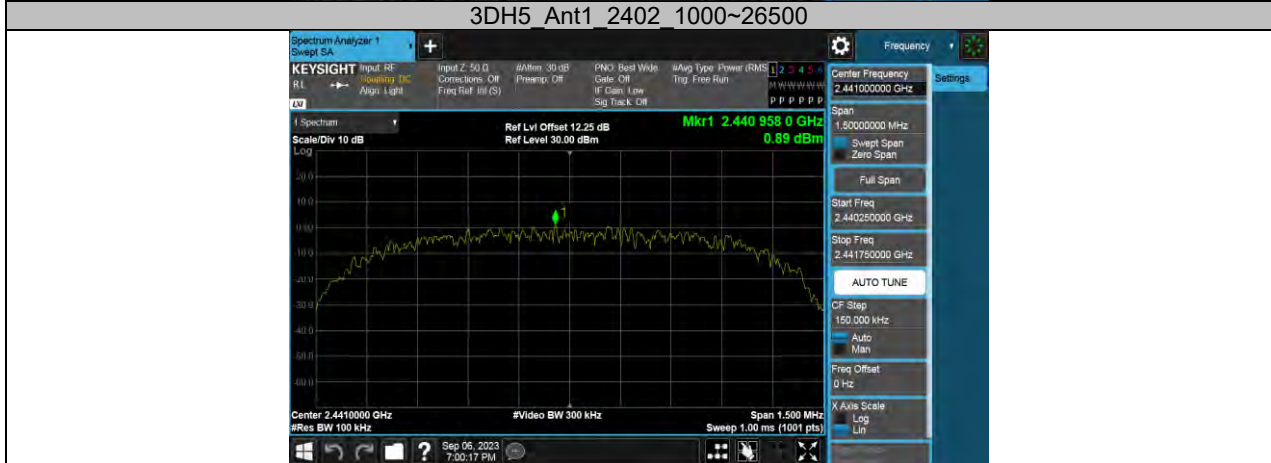 3DH5_Ant1_2402_1000~26500
Spectrum Analyzer 1
Swept SA
+
Frequency
KEYSIGHT
RL
Input: RF
Coupling: DC
Align: Light
Input Z: 50 Ω
Corrections: Off
Freq Ref: Int (S)
#Atten: 30 dB
Preamp: Off
PNO: Best Wide
Gate: Off
IF Gain: Low
Sig Track: Off
#Avg Type: Power (RMS
Trig: Free Run
1 2 3 4 5 6
M W W W W W
P P P P P P
LXI
1 Spectrum
Scale/Div 10 dB
Log
Ref Lvl Offset 12.25 dB
Ref Level 30.00 dBm
Mkr1 2.440 958 0 GHz
0.89 dBm
20.0
10.0
0.00
-10.0
-20.0
-30.0
-40.0
-50.0
-60.0
1
Center 2.4410000 GHz
#Res BW 100 kHz
#Video BW 300 kHz
Span 1.500 MHz
Sweep 1.00 ms (1001 pts)
Center Frequency
2.441000000 GHz
Settings
Span
1.50000000 MHz
Swept Span
Zero Span
Full Span
Start Freq
2.440250000 GHz
Stop Freq
2.441750000 GHz
AUTO TUNE
CF Step
150.000 kHz
Auto
Man
Freq Offset
0 Hz
X Axis Scale
Log
Lin
?
Sep 06, 2023
7:00:17 PM